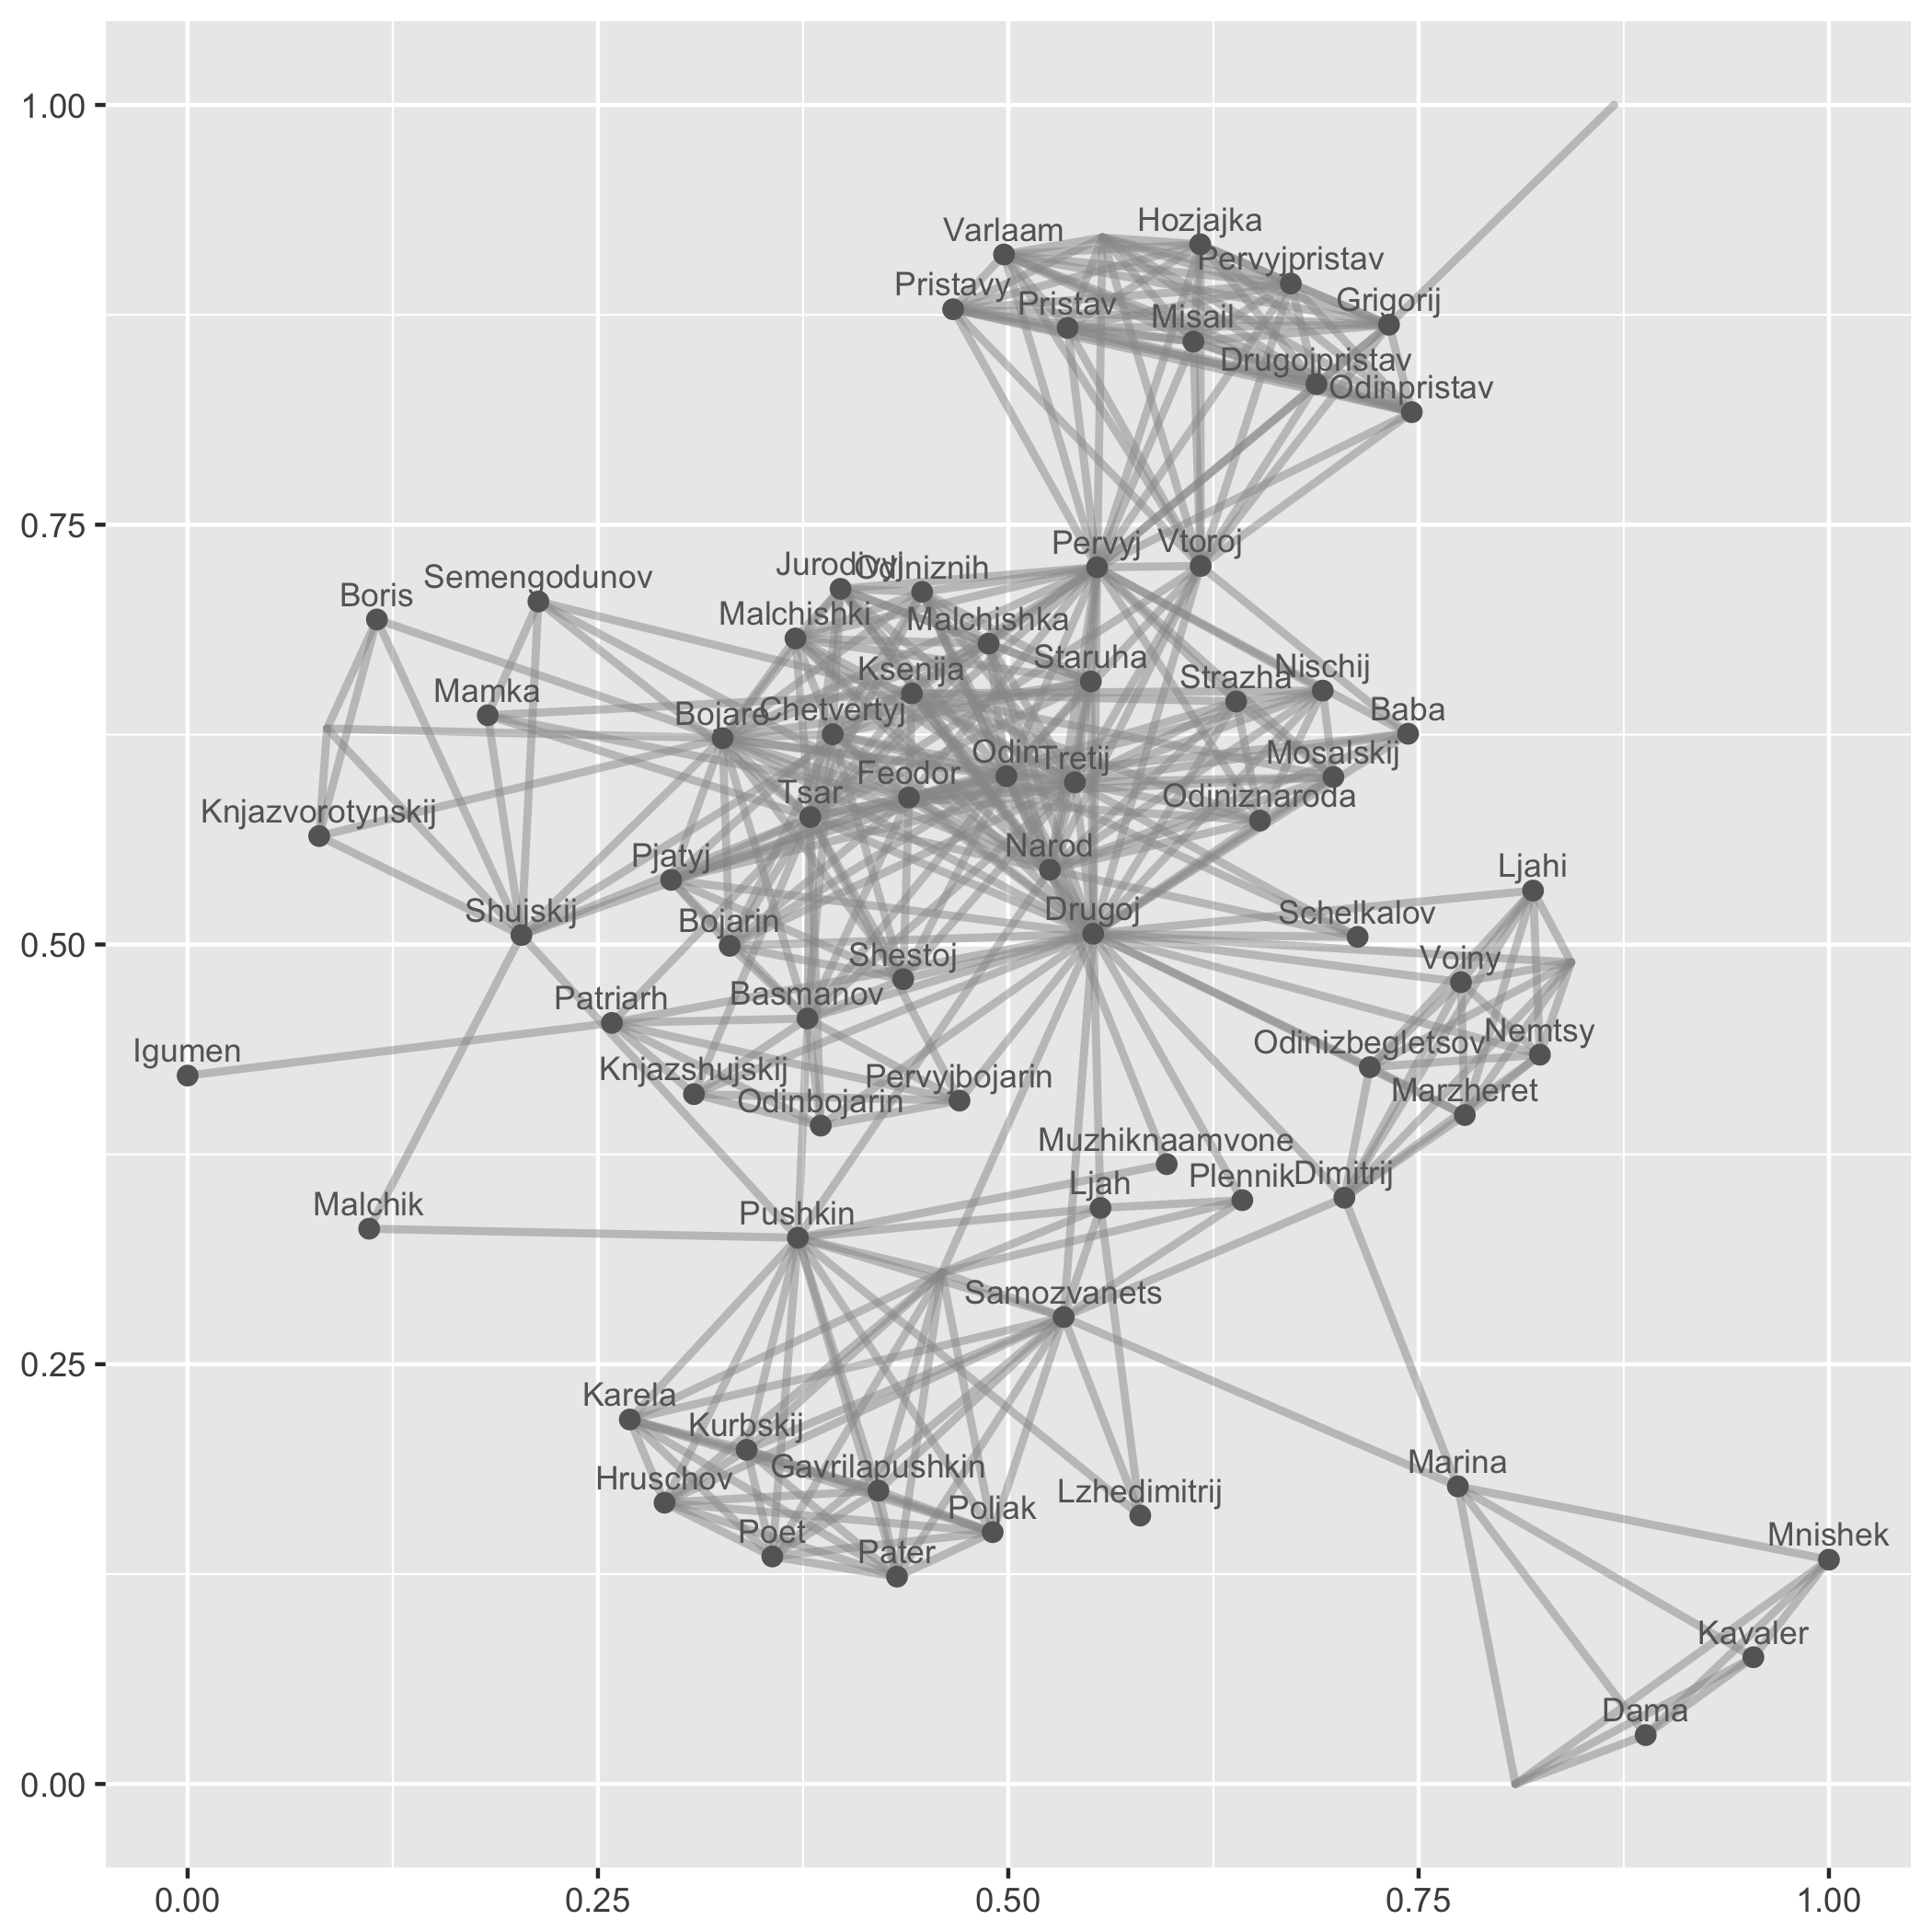 1.00
0.75
0.50
0.25
0.00
0.00
0.25
0.50
0.75
1.00
Hozjajka
Varlaam
Pervyjpristav
Pristavy
Pristav
Grigorij
Misail
Drugojpristav
Odinpristav
Pervyj
Vtoroj
Jurodivyj
Odiniznih
Semengodunov
Boris
Malchishki
Malchishka
Staruha
Ksenija
Strazha
Nischij
Mamka
Bojare
Chetvertyj
Baba
Odin
Tretij
Mosalskij
Feodor
Tsar
Odiniznaroda
Knjazvorotynskij
Pjatyj
Narod
Ljahi
Shujskij
Bojarin
Drugoj
Schelkalov
Shestoj
Voiny
Patriarh
Basmanov
Igumen
Odinizbegletsov
Nemtsy
Knjazshujskij
Pervyjbojarin
Odinbojarin
Marzheret
Muzhiknaamvone
Ljah
Plennik
Dimitrij
Malchik
Pushkin
Samozvanets
Karela
Kurbskij
Hruschov
Gavrilapushkin
Marina
Lzhedimitrij
Poljak
Poet
Pater
Mnishek
Kavaler
Dama